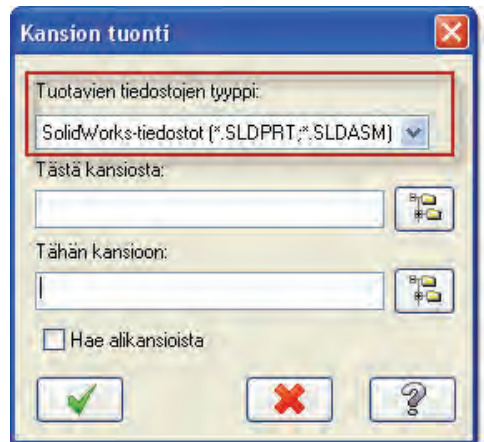 Kansion tuonti
Tuotavien tiedostojen tyyppi:
SolidWorks-tiedostot (*.SLDPRT;*.SLDASM)
Tästä kansiosta:
Tähän kansioon:
Hae alikansioista